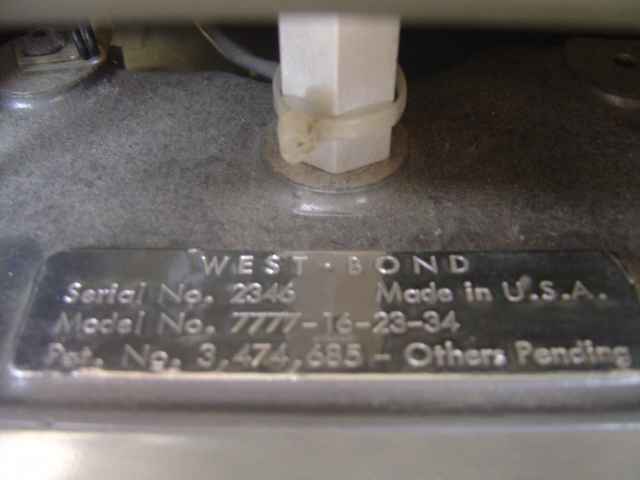 WEST·BOND
Serial No. 2346 Made in U.S.A.
Model No. 7777-16-23-34
Pat. No. 3,474,685 - Others Pending